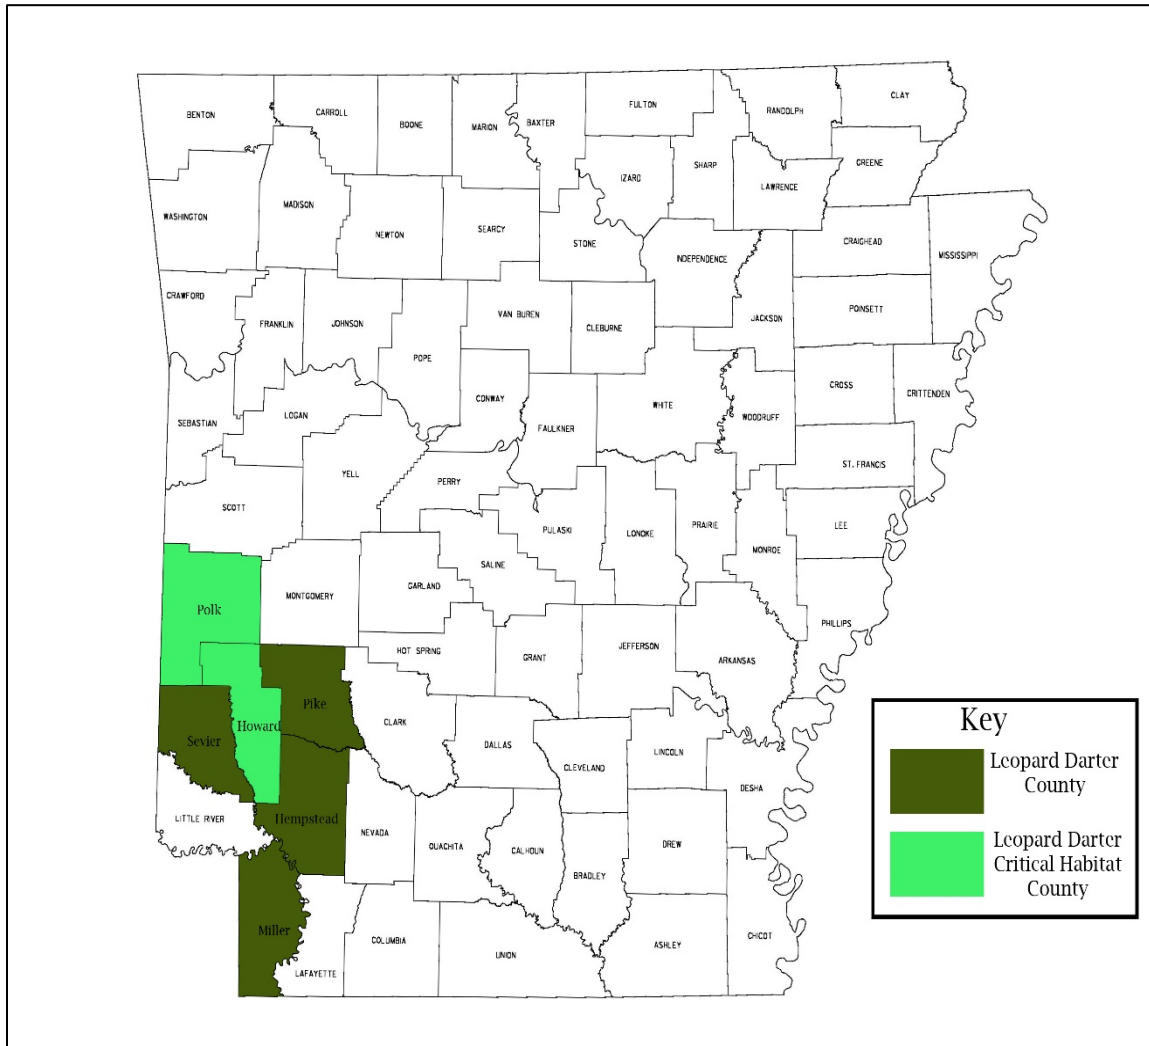 BENTON
CARROLL
BOONE
MARION
BAXTER
FULTON
RANDOLPH
CLAY
IZARD
SHARP
LAWRENCE
GREENE
WASHINGTON
MADISON
NEWTON
SEARCY
STONE
INDEPENDENCE
CRAIGHEAD
MISSISSIPPI
CRAWFORD
FRANKLIN
JOHNSON
POPE
VAN BUREN
CLEBURNE
JACKSON
POINSETT
SEBASTIAN
LOGAN
CONWAY
FAULKNER
WHITE
WOODRUFF
CROSS
CRITTENDEN
SCOTT
YELL
PERRY
PULASKI
LONOKE
PRAIRIE
MONROE
ST. FRANCIS
LEE
Polk
MONTGOMERY
GARLAND
SALINE
HOT SPRING
GRANT
JEFFERSON
ARKANSAS
PHILLIPS
Sevier
Howard
Pike
CLARK
DALLAS
CLEVELAND
LINCOLN
DESHA
LITTLE RIVER
Hempstead
NEVADA
OUACHITA
CALHOUN
BRADLEY
DREW
Miller
LAFAYETTE
COLUMBIA
UNION
ASHLEY
CHICOT
Key
Leopard Darter
County
Leopard Darter
Critical Habitat
County